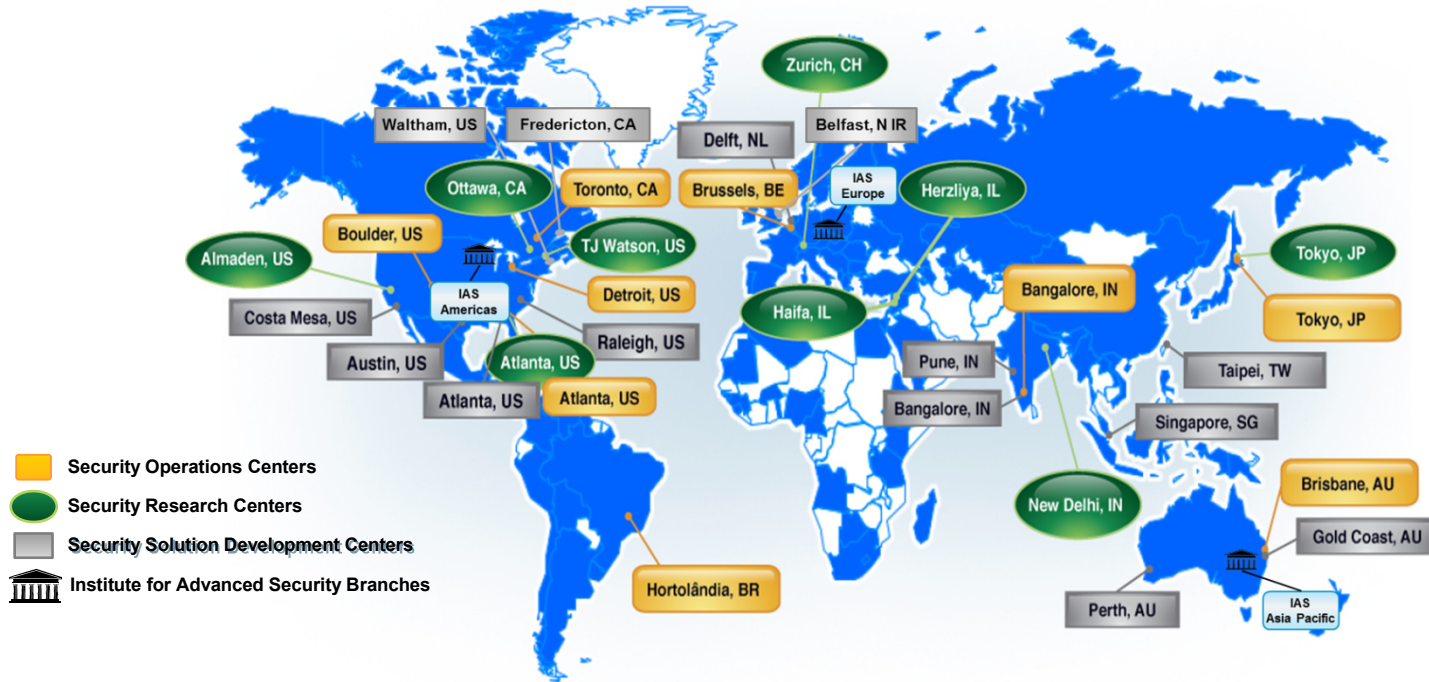 Zurich, CH
Waltham, US
Fredericton, CA
Delft, NL
Belfast, N IR
Ottawa, CA
Toronto, CA
Brussels, BE
IAS
Europe
Herzliya, IL
Boulder, US
TJ Watson, US
Almaden, US
Tokyo, JP
IAS
Americas
Detroit, US
Bangalore, IN
Costa Mesa, US
Haifa, IL
Tokyo, JP
Raleigh, US
Austin, US
Atlanta, US
Pune, IN
Taipei, TW
Atlanta, US
Atlanta, US
Bangalore, IN
Singapore, SG
Security Operations Centers
Brisbane, AU
Security Research Centers
New Delhi, IN
Security Solution Development Centers
Gold Coast, AU
Institute for Advanced Security Branches
Hortolândia, BR
Perth, AU
IAS
Asia Pacific